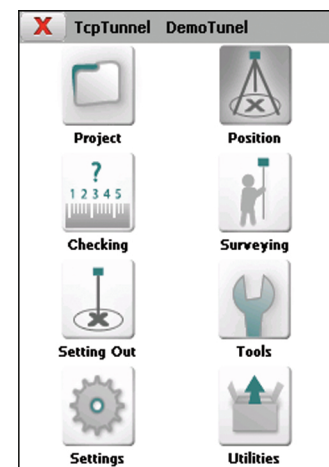 X TcpTunnel DemoTunel
Project Position
?
1 2 3 4 5
Checking Surveying
Setting Out Tools
Settings Utilities